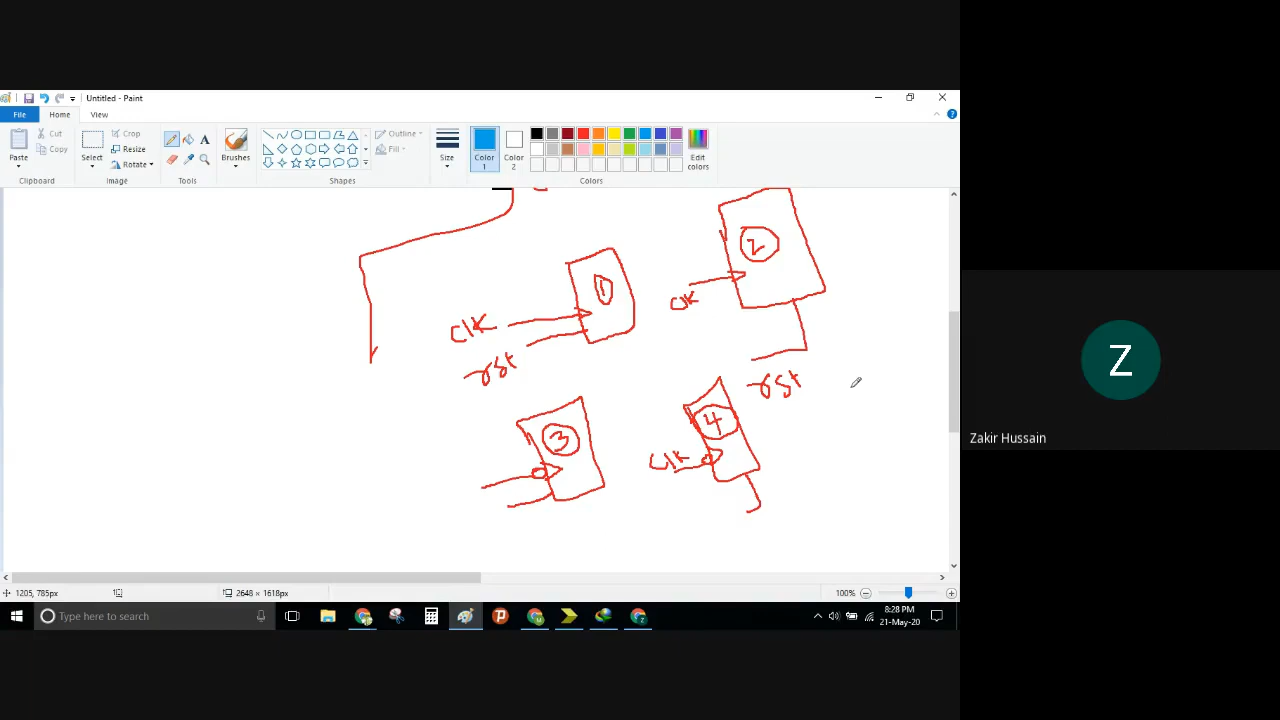 Untitled - Paint
File Home View
Paste
Cut
Copy
Clipboard
Select
Crop
Resize
Rotate
Image
Tools
Brushes
Shapes
Outline
Fill
Size
Color 1
Color 2
Edit colors
Colors
2
1
clk
clk
rst
rst
3
4
clk
Z
Zakir Hussain
1205, 785px
2648 × 1618px
100%
Type here to search
8:28 PM
21-May-20